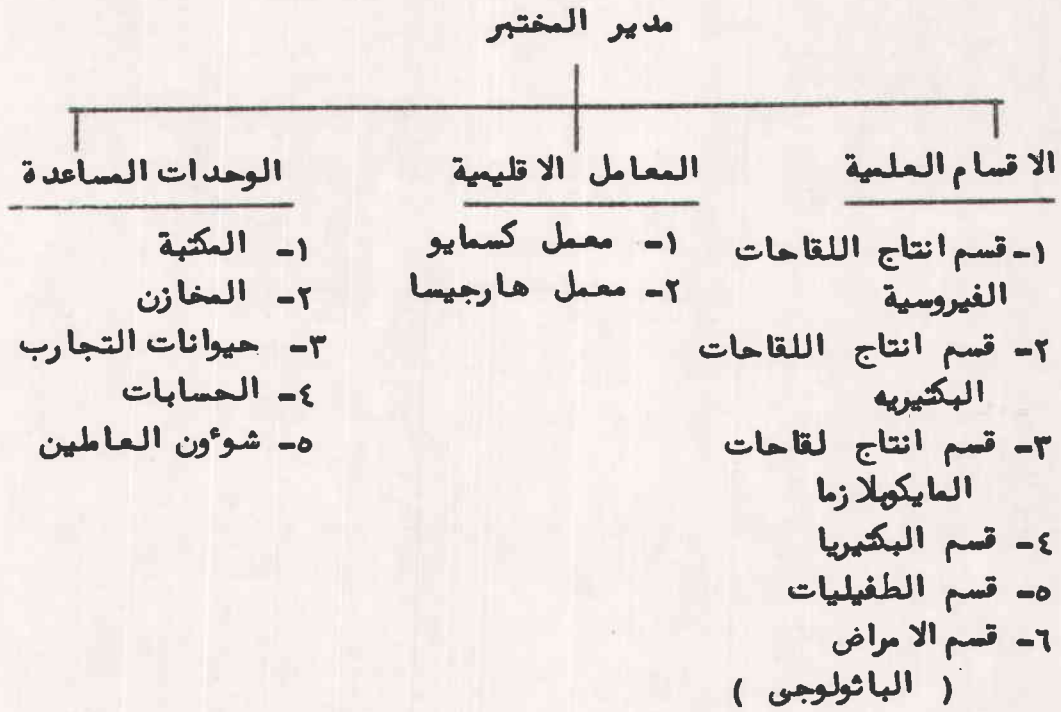 مدير المختبر
الاقسام العلمية
١- قسم انتاج اللقاحات
الفيروسية
٢- قسم انتاج اللقاحات
البكتيريه
٣- قسم انتاج لقاحات
المايكوبلازما
٤- قسم البكتيريا
٥- قسم الطفيليات
٦- قسم الامراض
( الباثولوجى )
المعامل الاقليمية
١- معمل كسمايو
٢- معمل هارجيسا
الوحدات المساعدة
١- المكتبة
٢- المخازن
٣- حيوانات التجارب
٤- الحسابات
٥- شوءون العاطين